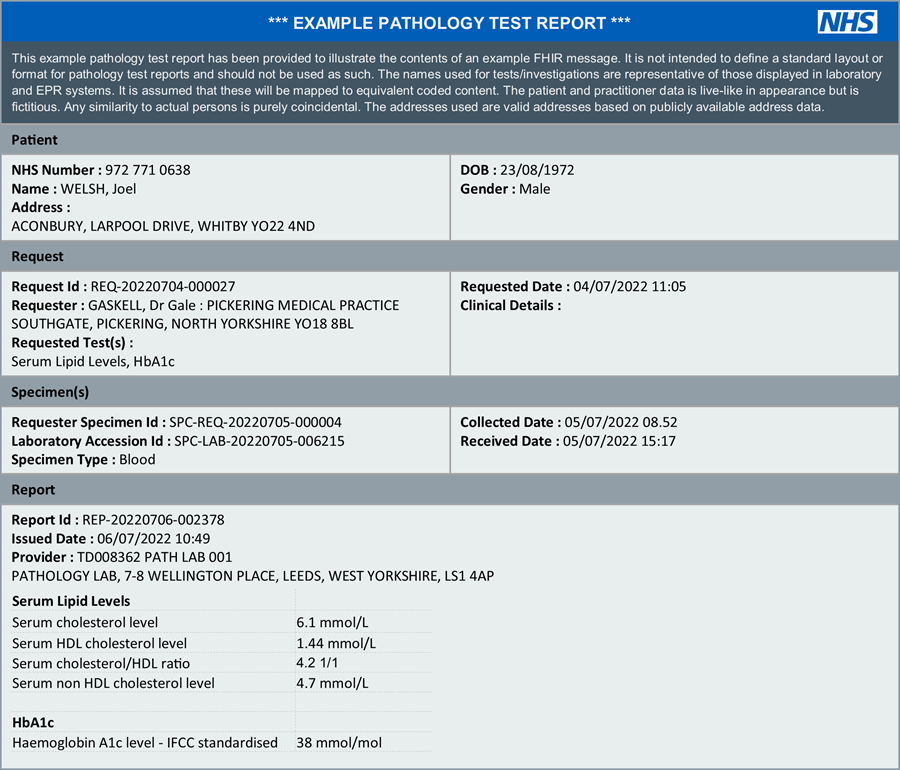 *** EXAMPLE PATHOLOGY TEST REPORT ***
NHS
This example pathology test report has been provided to illustrate the contents of an example FHIR message. It is not intended to define a standard layout or
format for pathology test reports and should not be used as such. The names used for tests/investigations are representative of those displayed in laboratory
and EPR systems. It is assumed that these will be mapped to equivalent coded content. The patient and practitioner data is live-like in appearance but is
fictitious. Any similarity to actual persons is purely coincidental. The addresses used are valid addresses based on publicly available address data.
Patient
NHS Number : 972 771 0638
Name : WELSH, Joel
Address :
ACONBURY, LARPOOL DRIVE, WHITBY YO22 4ND
DOB : 23/08/1972
Gender : Male
Request
Request Id : REQ-20220704-000027
Requester : GASKELL, Dr Gale : PICKERING MEDICAL PRACTICE
SOUTHGATE, PICKERING, NORTH YORKSHIRE YO18 8BL
Requested Test(s) :
Serum Lipid Levels, HbA1c
Requested Date : 04/07/2022 11:05
Clinical Details :
Specimen(s)
Requester Specimen Id : SPC-REQ-20220705-000004
Laboratory Accession Id : SPC-LAB-20220705-006215
Specimen Type : Blood
Collected Date : 05/07/2022 08.52
Received Date : 05/07/2022 15:17
Report
Report Id : REP-20220706-002378
Issued Date : 06/07/2022 10:49
Provider : TD008362 PATH LAB 001
PATHOLOGY LAB, 7-8 WELLINGTON PLACE, LEEDS, WEST YORKSHIRE, LS1 4AP
Serum Lipid Levels
Serum cholesterol level 6.1 mmol/L
Serum HDL cholesterol level 1.44 mmol/L
Serum cholesterol/HDL ratio 4.2 1/1
Serum non HDL cholesterol level 4.7 mmol/L
HbA1c
Haemoglobin A1c level - IFCC standardised 38 mmol/mol